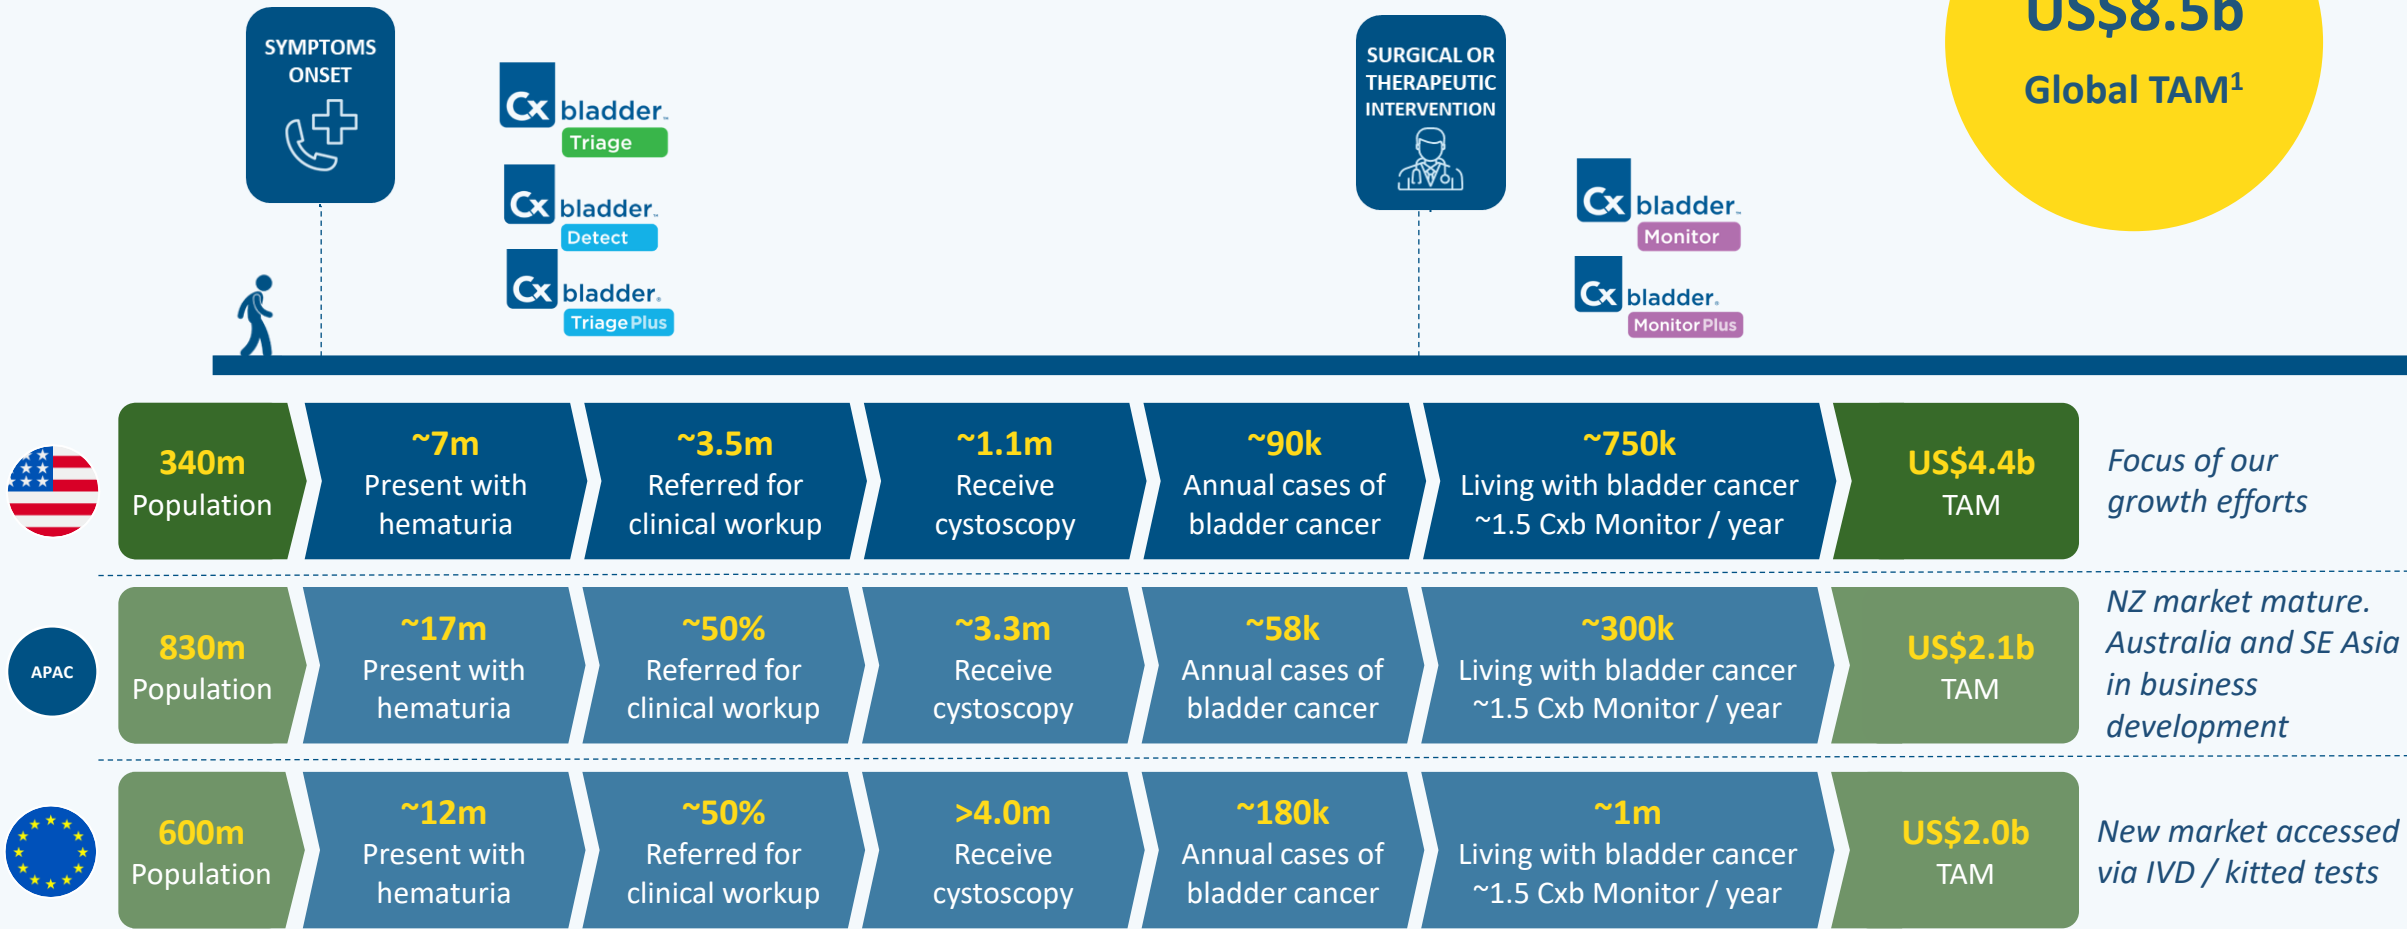 SYMPTOMS
ONSET
Cx bladder™
Triage
Cx bladder™
Detect
Cx bladder®
Triage Plus
SURGICAL OR
THERAPEUTIC
INTERVENTION
Cx bladder™
Monitor
Cx bladder®
Monitor Plus
US$8.5b
Global TAM¹
340m
Population
~7m
Present with
hematuria
~3.5m
Referred for
clinical workup
~1.1m
Receive
cystoscopy
~90k
Annual cases of
bladder cancer
~750k
Living with bladder cancer
~1.5 Cxb Monitor / year
US$4.4b
TAM
Focus of our
growth efforts
APAC
830m
Population
~17m
Present with
hematuria
~50%
Referred for
clinical workup
~3.3m
Receive
cystoscopy
~58k
Annual cases of
bladder cancer
~300k
Living with bladder cancer
~1.5 Cxb Monitor / year
US$2.1b
TAM
NZ market mature.
Australia and SE Asia
in business
development
600m
Population
~12m
Present with
hematuria
~50%
Referred for
clinical workup
>4.0m
Receive
cystoscopy
~180k
Annual cases of
bladder cancer
~1m
Living with bladder cancer
~1.5 Cxb Monitor / year
US$2.0b
TAM
New market accessed
via IVD / kitted tests